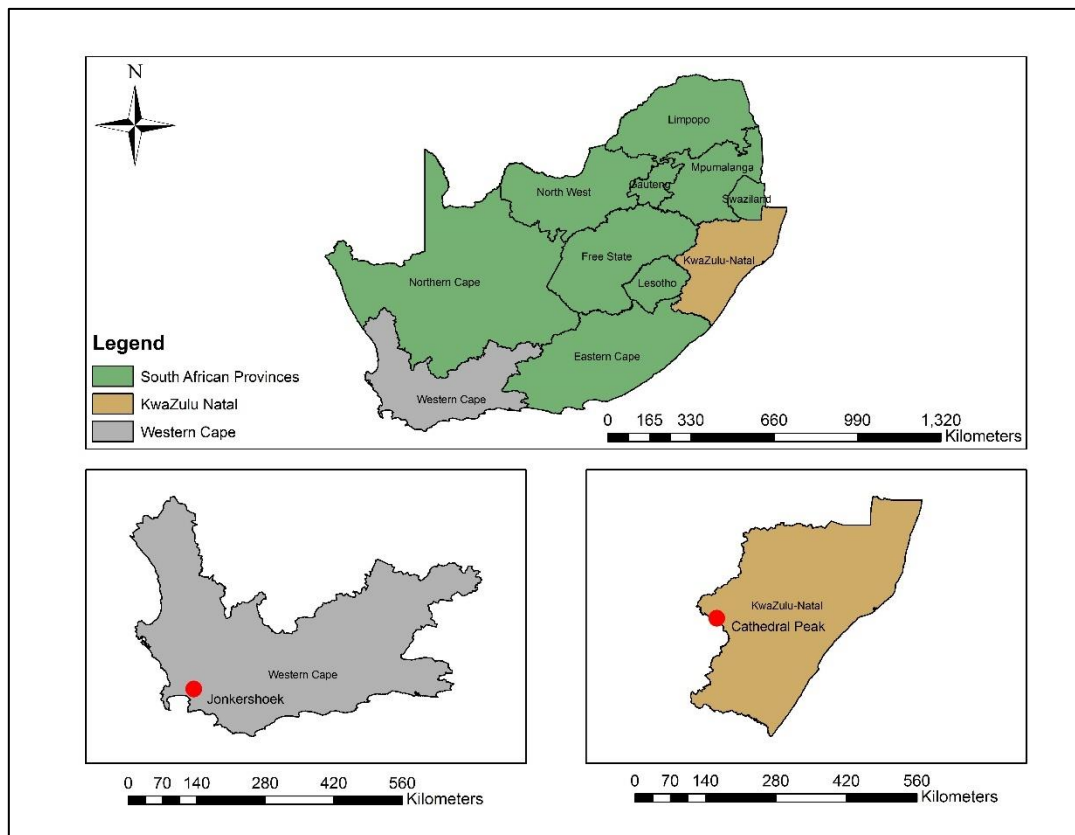 N
Limpopo
Mpumalanga
North West
Gauteng
Swaziland
Free State
KwaZulu-Natal
Northern Cape
Lesotho
Eastern Cape
Western Cape
Legend
South African Provinces
KwaZulu Natal
Western Cape
0 165 330 660 990 1,320
Kilometers
Western Cape
Jonkershoek
0 70 140 280 420 560
Kilometers
KwaZulu-Natal
Cathedral Peak
0 70 140 280 420 560
Kilometers